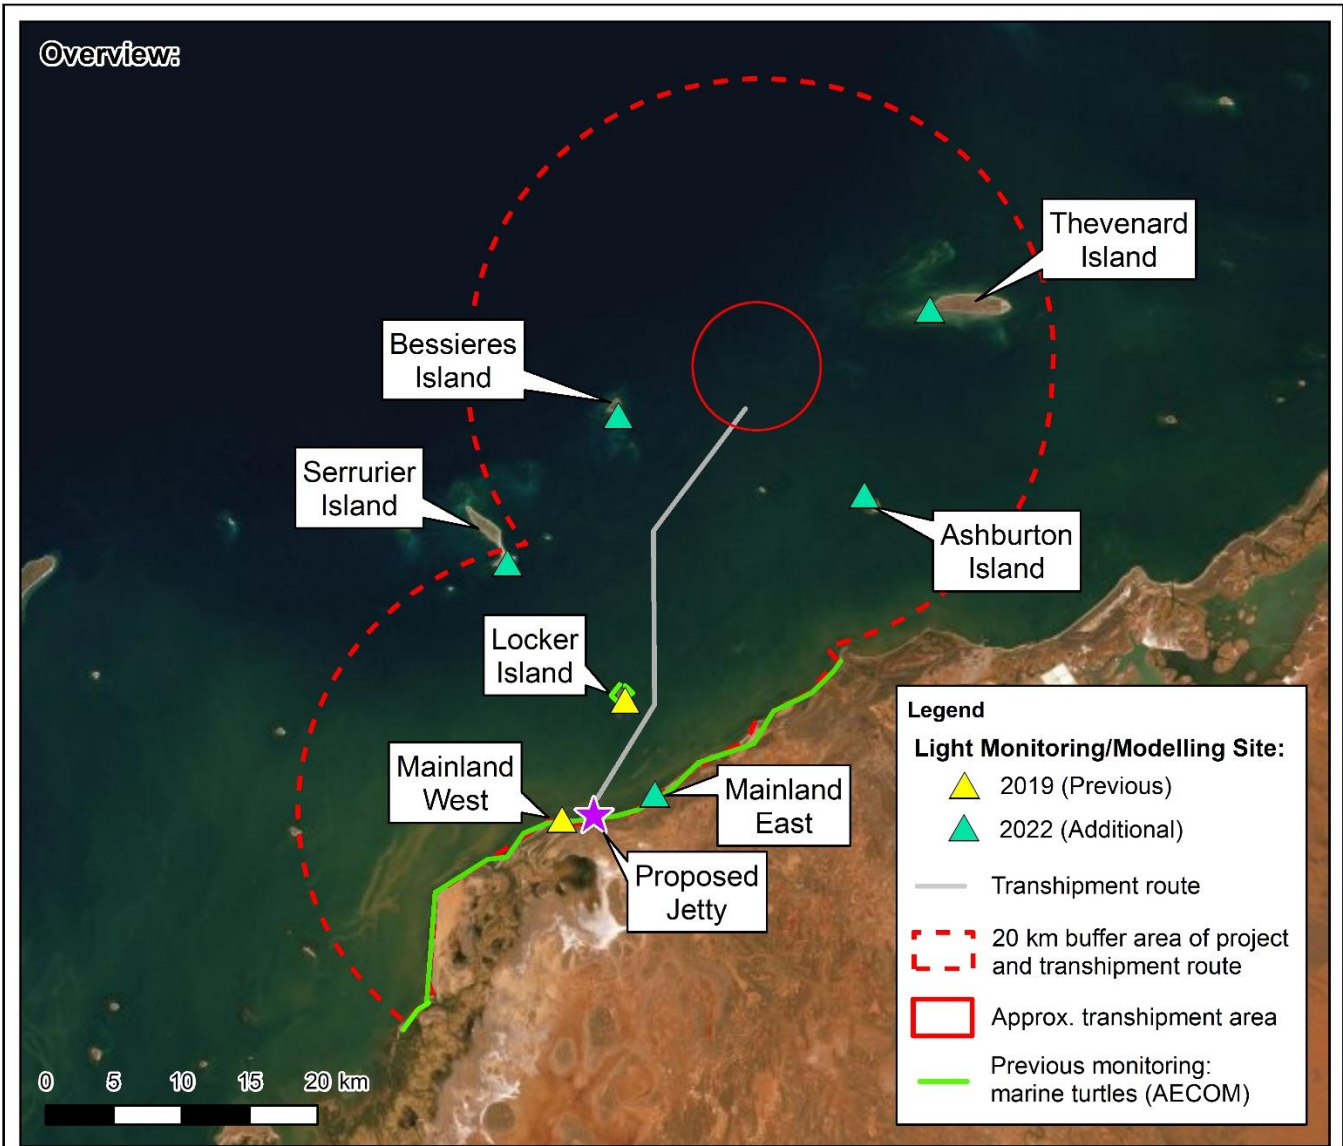 Overview:
Thevenard
Island
Bessieres
Island
Serrurier
Island
Ashburton
Island
Locker
Island
Mainland
West
Mainland
East
Proposed
Jetty
Legend
Light Monitoring/Modelling Site:
2019 (Previous)
2022 (Additional)
Transhipment route
20 km buffer area of project
and transhipment route
Approx. transhipment area
Previous monitoring:
marine turtles (AECOM)
0 5 10 15 20 km